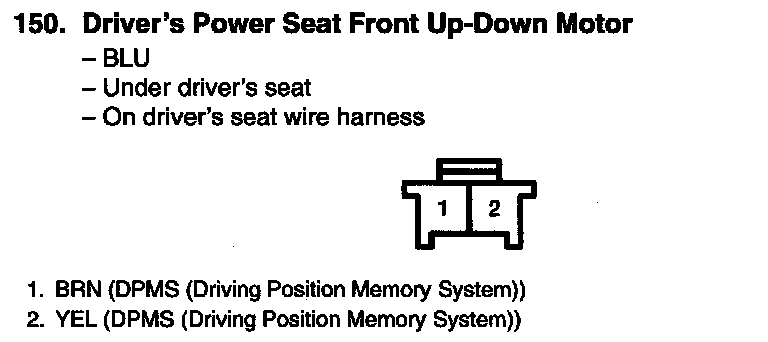 150. Driver's Power Seat Front Up-Down Motor
– BLU
– Under driver's seat
– On driver's seat wire harness
1 2
1. BRN (DPMS (Driving Position Memory System))
2. YEL (DPMS (Driving Position Memory System))